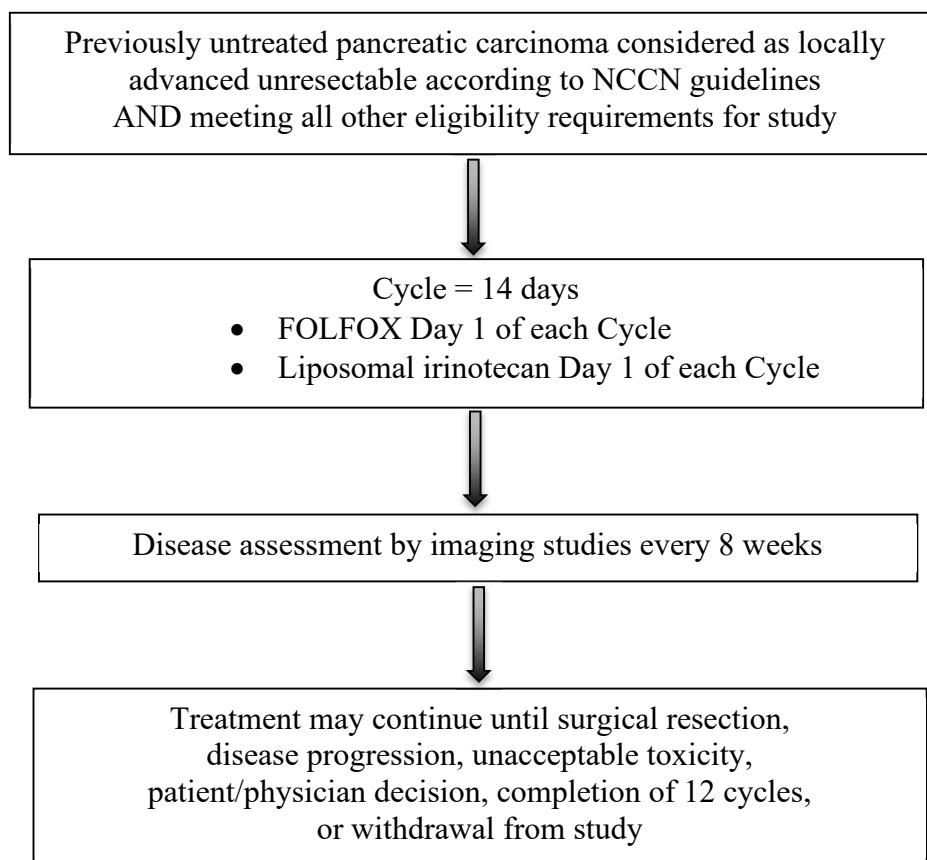 Previously untreated pancreatic carcinoma considered as locally
advanced unresectable according to NCCN guidelines
AND meeting all other eligibility requirements for study
Cycle = 14 days
• FOLFOX Day 1 of each Cycle
• Liposomal irinotecan Day 1 of each Cycle
Disease assessment by imaging studies every 8 weeks
Treatment may continue until surgical resection,
disease progression, unacceptable toxicity,
patient/physician decision, completion of 12 cycles,
or withdrawal from study